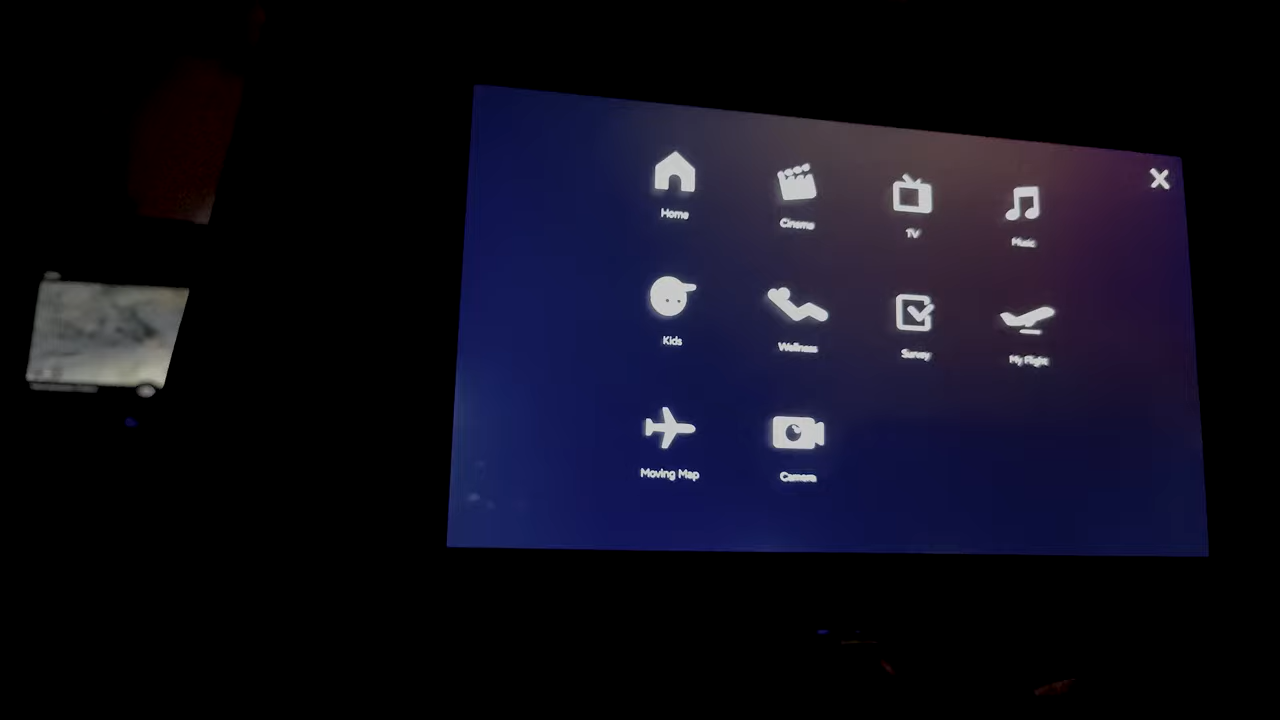 Home
Cinema
TV
Music
Kids
Wellness
Survey
My Flight
Moving Map
Camera